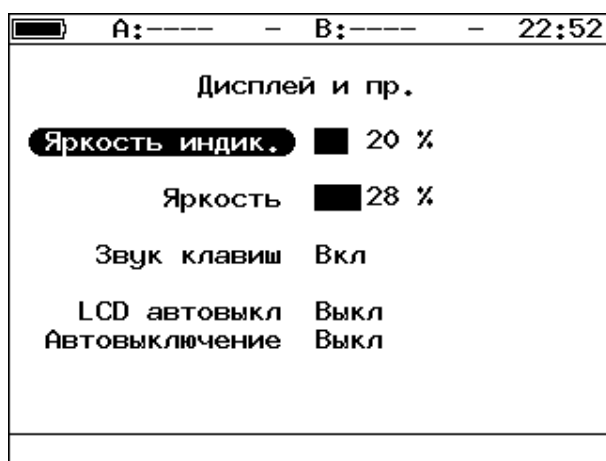 A:---- - B:---- - 22:52
Дисплей и пр.
Яркость индик. 20 %
Яркость 28 %
Звук клавиш Вкл
LCD автовыкл Выкл
Автовыключение Выкл